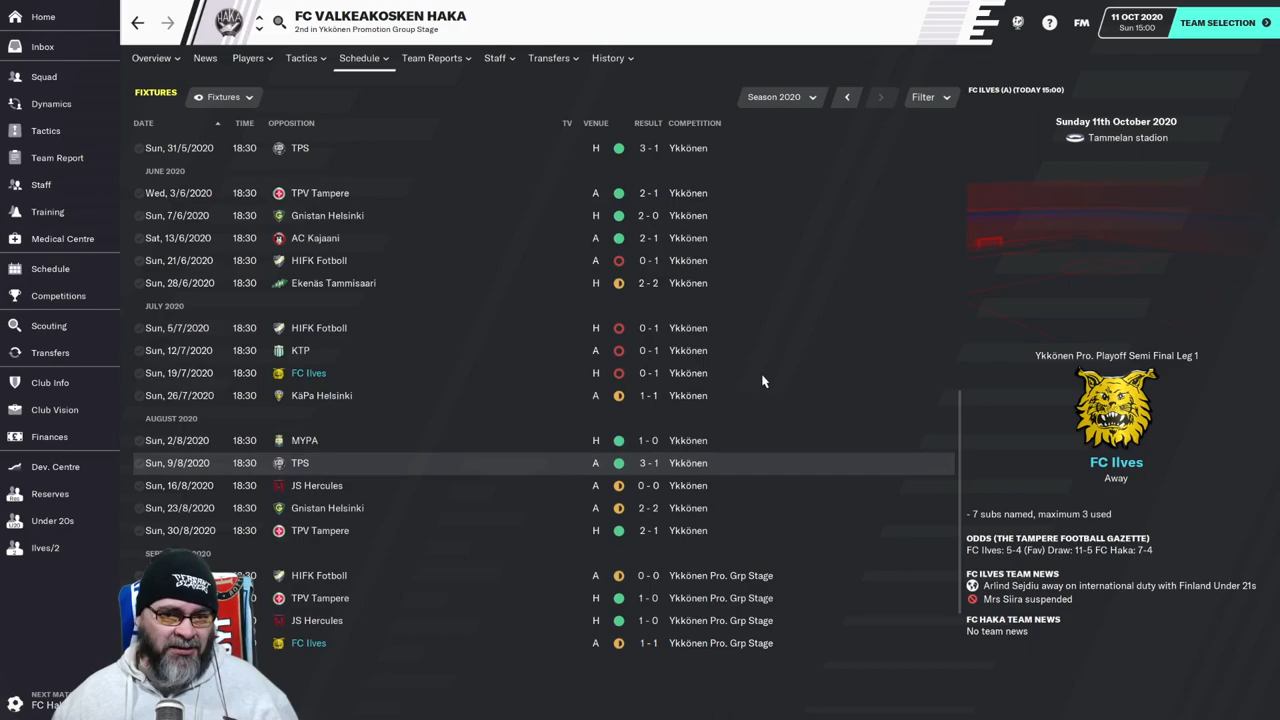 Home
Inbox
Squad
Dynamics
Tactics
Team Report
Staff
Training
Medical Centre
Schedule
Competitions
Scouting
Transfers
Club Info
Club Vision
Finances
Dev. Centre
Reserves
Under 20s
Ilves/2
NEXT MAT
FC Ha
HAKA
FC VALKEAKOSKEN HAKA
2nd in Ykkönen Promotion Group Stage
FM
11 OCT 2020
Sun 15:00
TEAM SELECTION
Overview News Players Tactics Schedule Team Reports Staff Transfers History
FIXTURES Fixtures Season 2020 Filter
DATE TIME OPPOSITION TV VENUE RESULT COMPETITION
Sun, 31/5/2020 18:30 TPS H 3 - 1 Ykkönen
JUNE 2020
Wed, 3/6/2020 18:30 TPV Tampere A 2 - 1 Ykkönen
Sun, 7/6/2020 18:30 Gnistan Helsinki H 2 - 0 Ykkönen
Sat, 13/6/2020 18:30 AC Kajaani A 2 - 1 Ykkönen
Sun, 21/6/2020 18:30 HIFK Fotboll A 0 - 1 Ykkönen
Sun, 28/6/2020 18:30 Ekenäs Tammisaari H 2 - 2 Ykkönen
JULY 2020
Sun, 5/7/2020 18:30 HIFK Fotboll H 0 - 1 Ykkönen
Sun, 12/7/2020 18:30 KTP A 0 - 1 Ykkönen
Sun, 19/7/2020 18:30 FC Ilves H 0 - 1 Ykkönen
Sun, 26/7/2020 18:30 KaPa Helsinki A 1 - 1 Ykkönen
AUGUST 2020
Sun, 2/8/2020 18:30 MYPA H 1 - 0 Ykkönen
Sun, 9/8/2020 18:30 TPS A 3 - 1 Ykkönen
Sun, 16/8/2020 18:30 JS Hercules A 0 - 0 Ykkönen
Sun, 23/8/2020 18:30 Gnistan Helsinki A 2 - 2 Ykkönen
Sun, 30/8/2020 18:30 TPV Tampere H 2 - 1 Ykkönen
SEP 2020
:30 HIFK Fotboll A 0 - 0 Ykkönen Pro. Grp Stage
30 TPV Tampere H 1 - 0 Ykkönen Pro. Grp Stage
30 JS Hercules H 1 - 0 Ykkönen Pro. Grp Stage
30 FC Ilves A 1 - 1 Ykkönen Pro. Grp Stage
FC ILVES (A) (TODAY 15:00)
Sunday 11th October 2020
Tammelan stadion
Ykkönen Pro. Playoff Semi Final Leg 1
FC Ilves
Away
- 7 subs named, maximum 3 used
ODDS (THE TAMPERE FOOTBALL GAZETTE)
FC Ilves: 5-4 (Fav) Draw: 11-5 FC Haka: 7-4
FC ILVES TEAM NEWS
Arlind Sejdiu away on international duty with Finland Under 21s
Mrs Siira suspended
FC HAKA TEAM NEWS
No team news